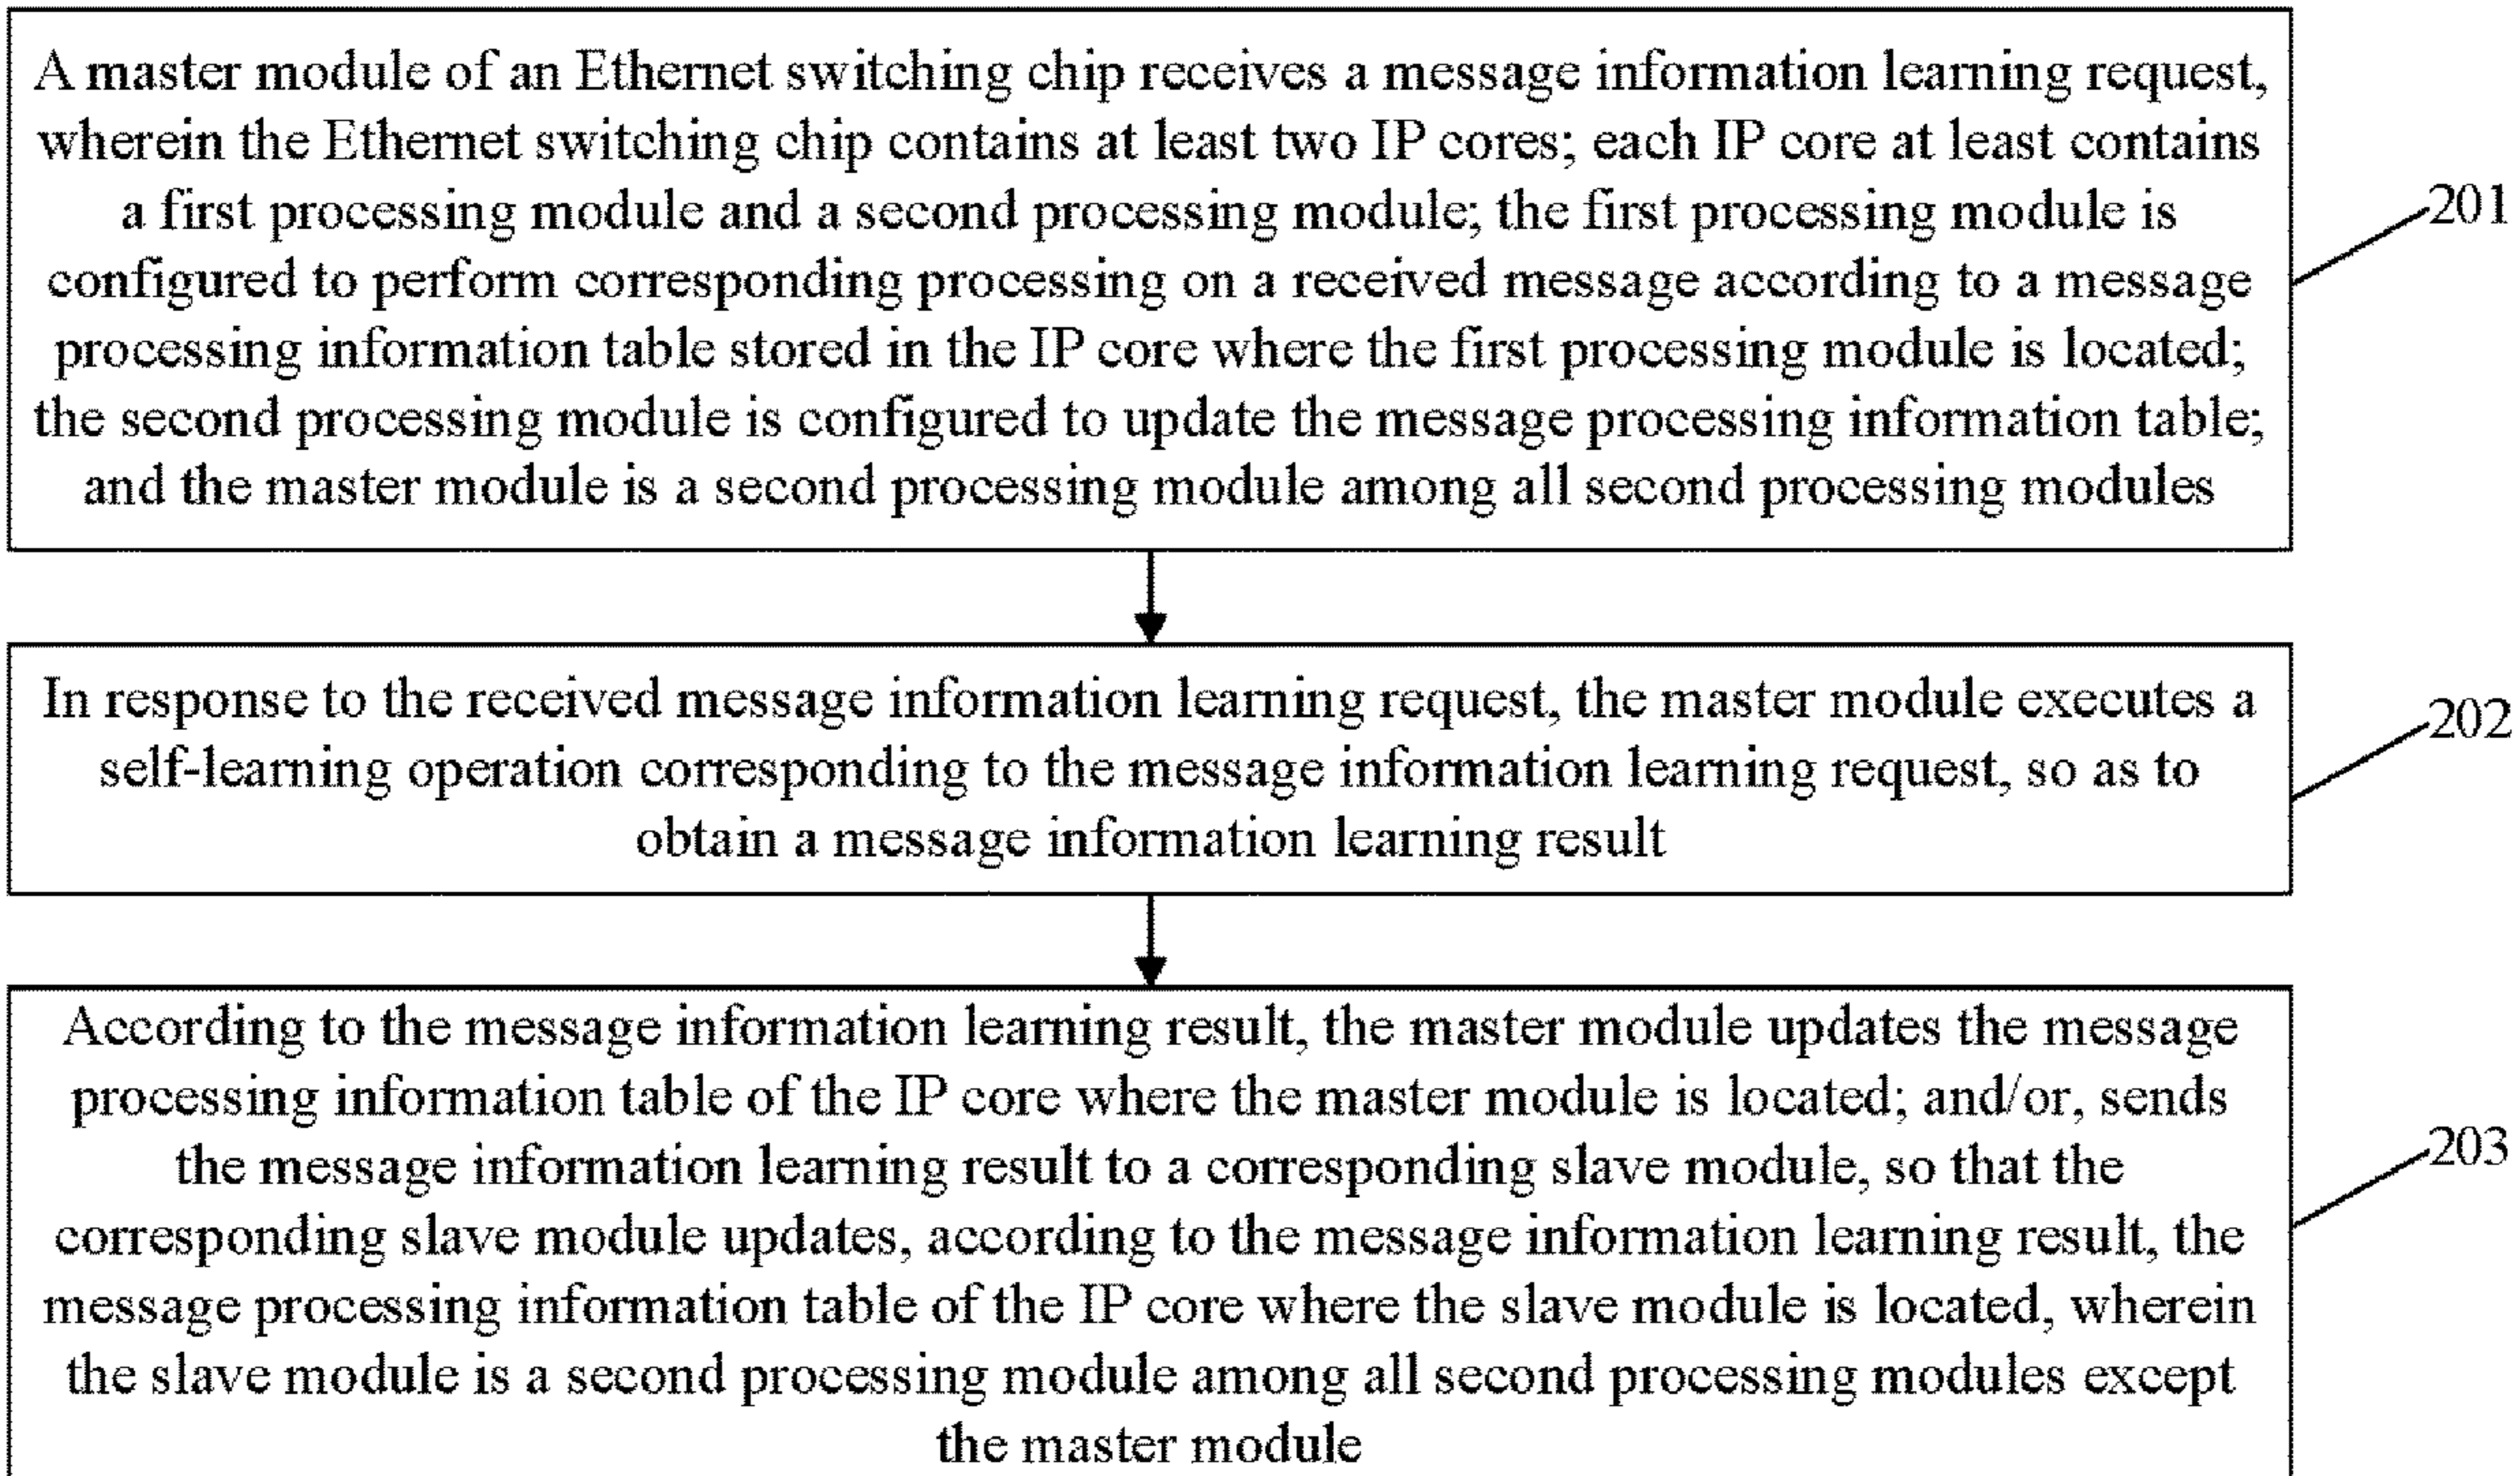 A master module of an Ethernet switching chip receives a message information learning request,
wherein the Ethernet switching chip contains at least two IP cores; each IP core at least contains
a first processing module and a second processing module; the first processing module is
configured to perform corresponding processing on a received message according to a message
processing information table stored in the IP core where the first processing module is located;
the second processing module is configured to update the message processing information table;
and the master module is a second processing module among all second processing modules
201
In response to the received message information learning request, the master module executes a
self-learning operation corresponding to the message information learning request, so as to
obtain a message information learning result
202
According to the message information learning result, the master module updates the message
processing information table of the IP core where the master module is located; and/or, sends
the message information learning result to a corresponding slave module, so that the
corresponding slave module updates, according to the message information learning result, the
message processing information table of the IP core where the slave module is located, wherein
the slave module is a second processing module among all second processing modules except
the master module
203